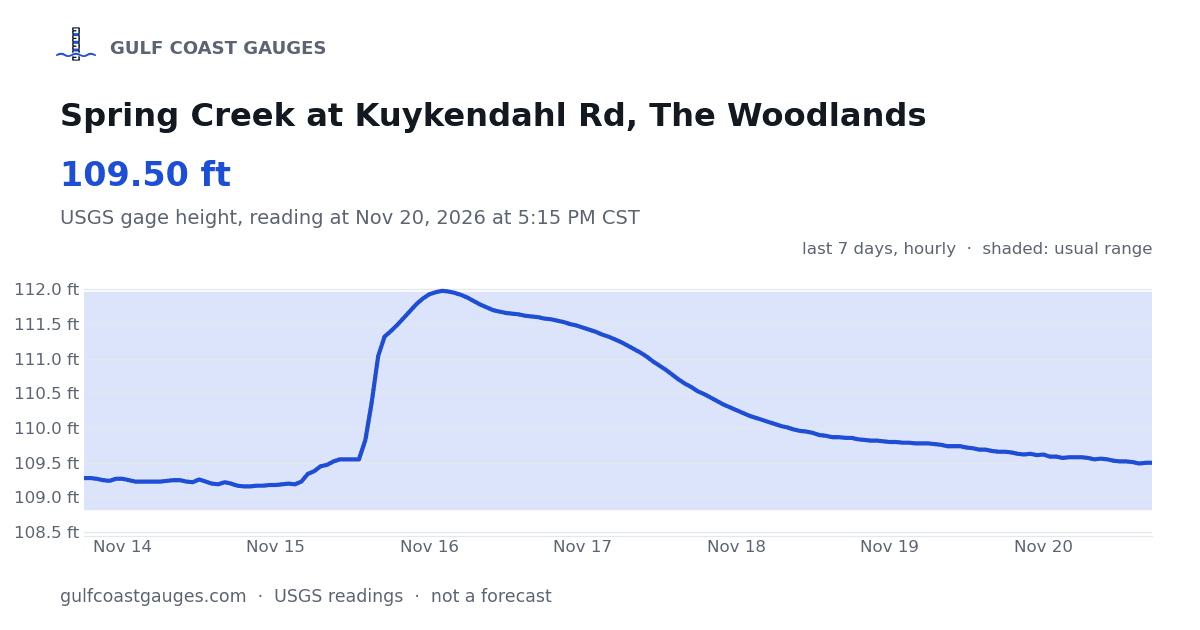 GULF COAST GAUGES
Spring Creek at Kuykendahl Rd, The Woodlands
109.50 ft
USGS gage height, reading at Nov 20, 2026 at 5:15 PM CST
last 7 days, hourly · shaded: usual range
112.0 ft
111.5 ft
111.0 ft
110.5 ft
110.0 ft
109.5 ft
109.0 ft
108.5 ft
Nov 14 Nov 15 Nov 16 Nov 17 Nov 18 Nov 19 Nov 20
gulfcoastgauges.com · USGS readings · not a forecast